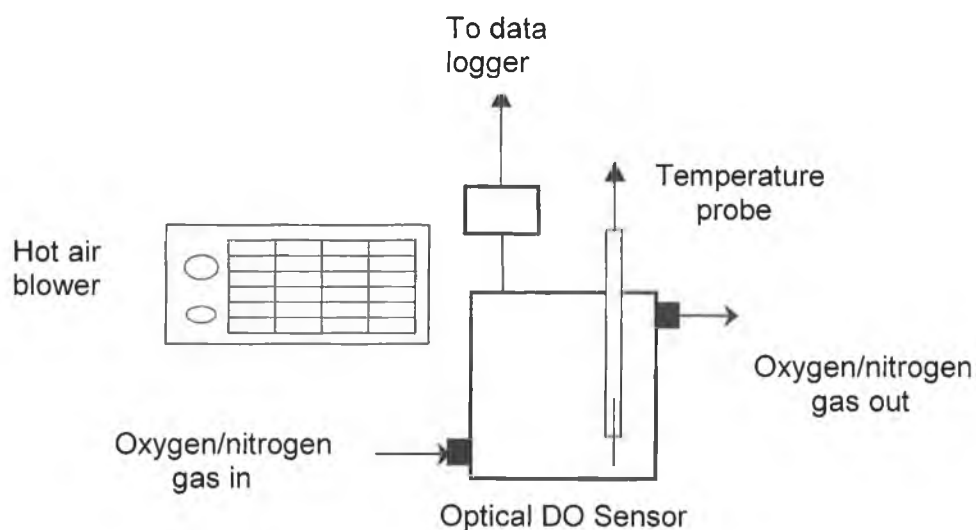 To data
logger
Temperature
probe
Hot air
blower
Oxygen/nitrogen
gas out
Oxygen/nitrogen
gas in
Optical DO Sensor